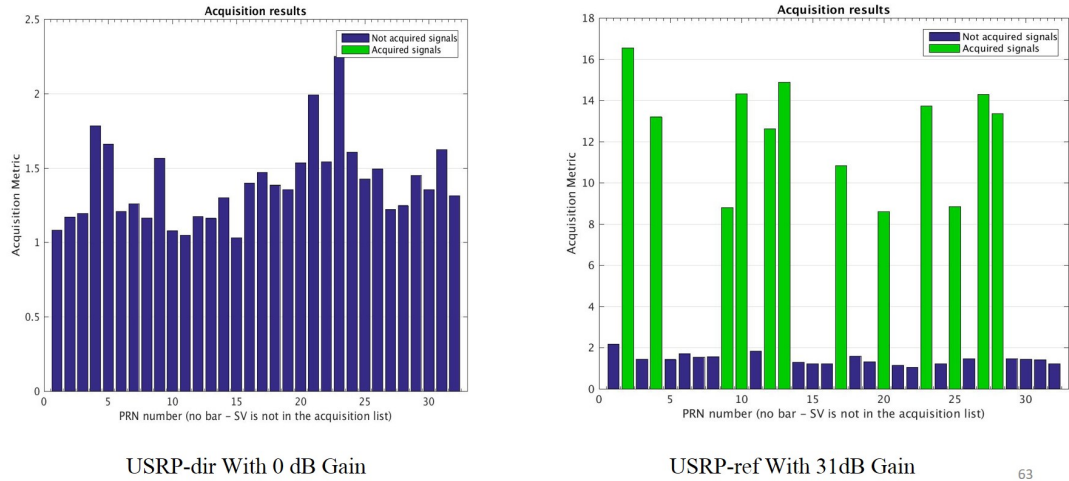 Acquisition results
2.5
2
1.5
1
0.5
0
Acquisition Metric
Not acquired signals
Acquired signals
0 5 10 15 20 25 30
PRN number (no bar - SV is not in the acquisition list)
USRP-dir With 0 dB Gain
Acquisition results
18
16
14
12
10
8
6
4
2
0
Acquisition Metric
Not acquired signals
Acquired signals
0 5 10 15 20 25 30
PRN number (no bar - SV is not in the acquisition list)
USRP-ref With 31dB Gain
63